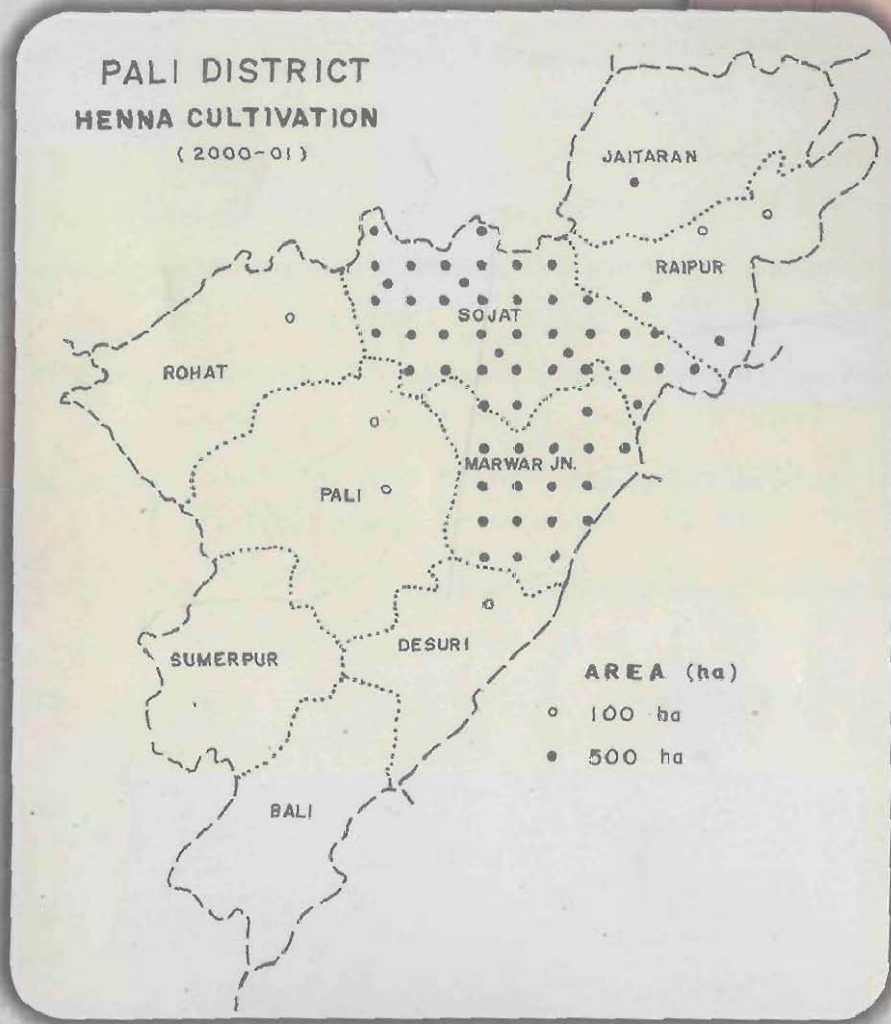 PALI DISTRICT
HENNA CULTIVATION
(2000-01)
JAITARAN
RAIPUR
SOJAT
ROHAT
MARWAR JN.
PALI
DESURI
SUMERPUR
AREA (ha)
100 ha
500 ha
BALI